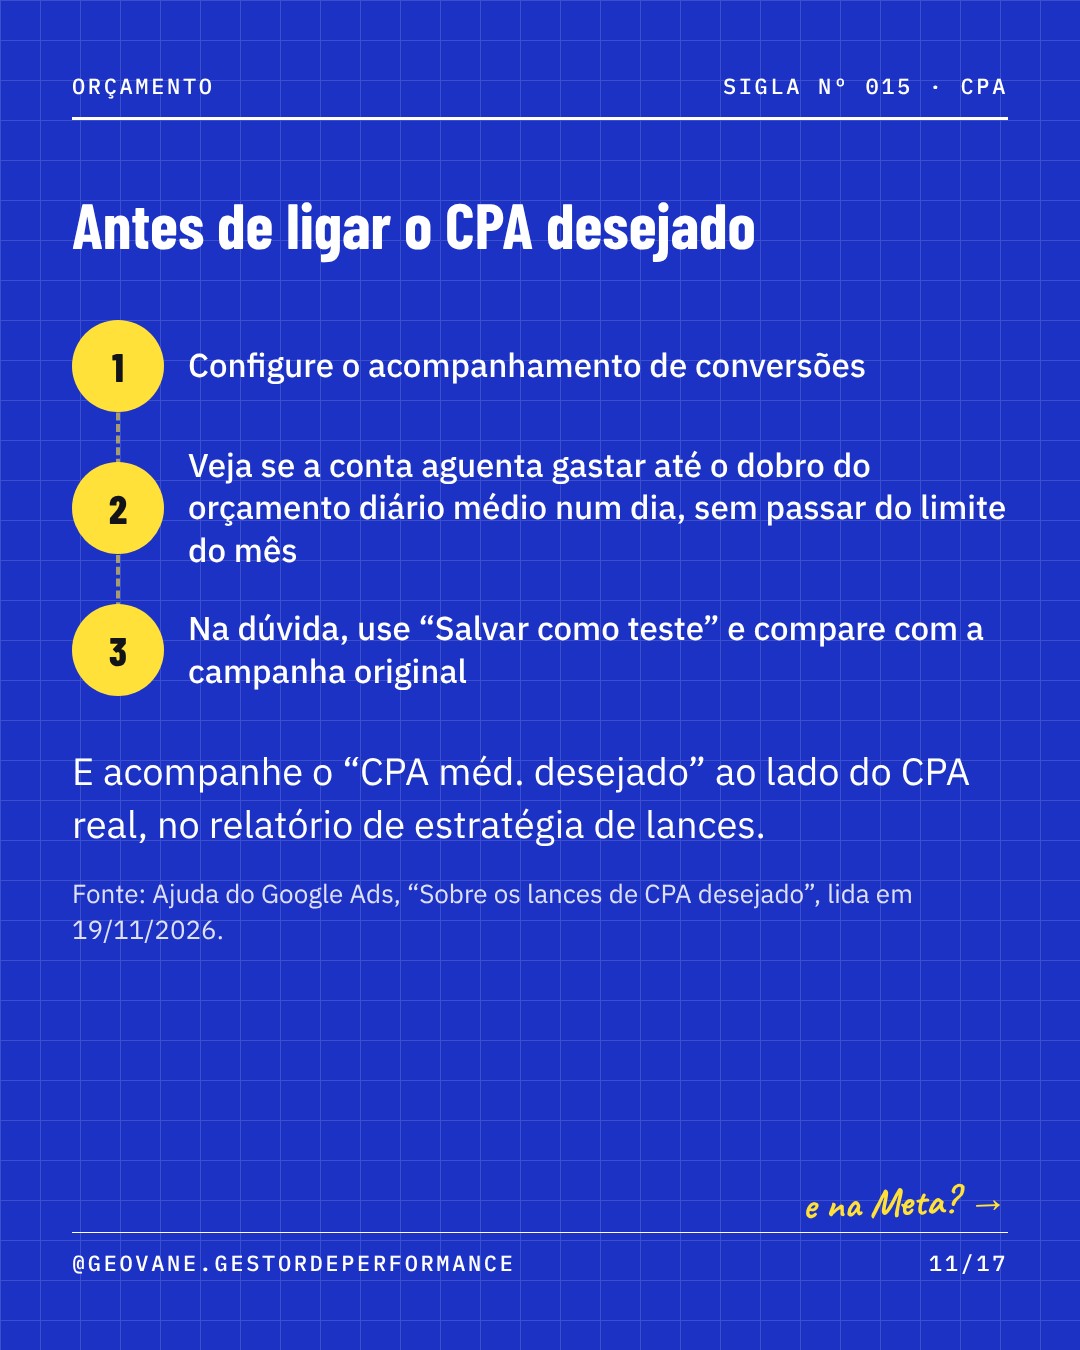 ORÇAMENTO
SIGLA Nº 015 · CPA
Antes de ligar o CPA desejado
1
Configure o acompanhamento de conversões
2
Veja se a conta aguenta gastar até o dobro do
orçamento diário médio num dia, sem passar do limite
do mês
3
Na dúvida, use “Salvar como teste” e compare com a
campanha original
E acompanhe o “CPA méd. desejado” ao lado do CPA
real, no relatório de estratégia de lances.
Fonte: Ajuda do Google Ads, “Sobre os lances de CPA desejado”, lida em
19/11/2026.
e na Meta? →
@GEOVANE.GESTORDEPERFORMANCE
11/17